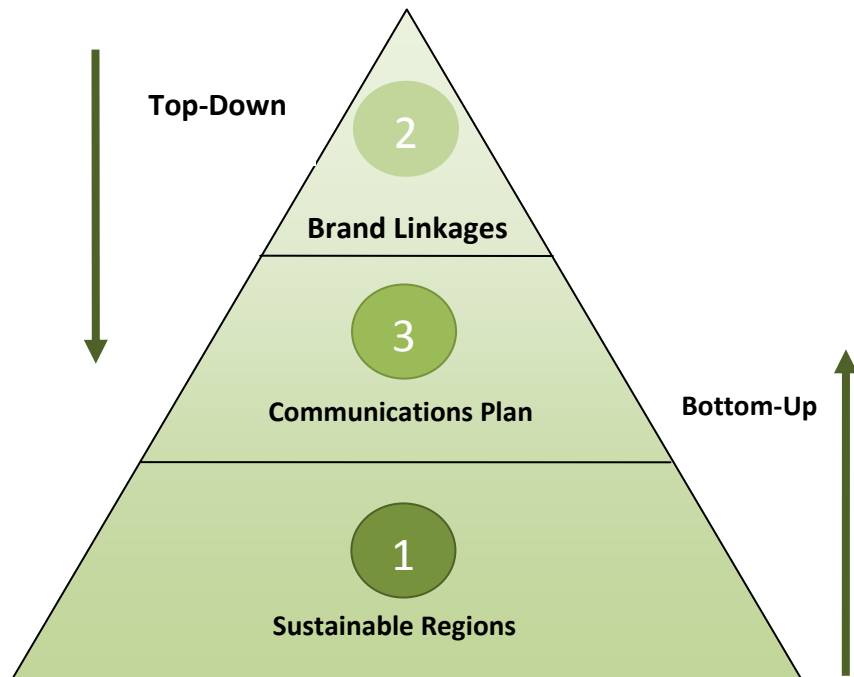 Top-Down
2
Brand Linkages
3
Communications Plan
Bottom-Up
1
Sustainable Regions